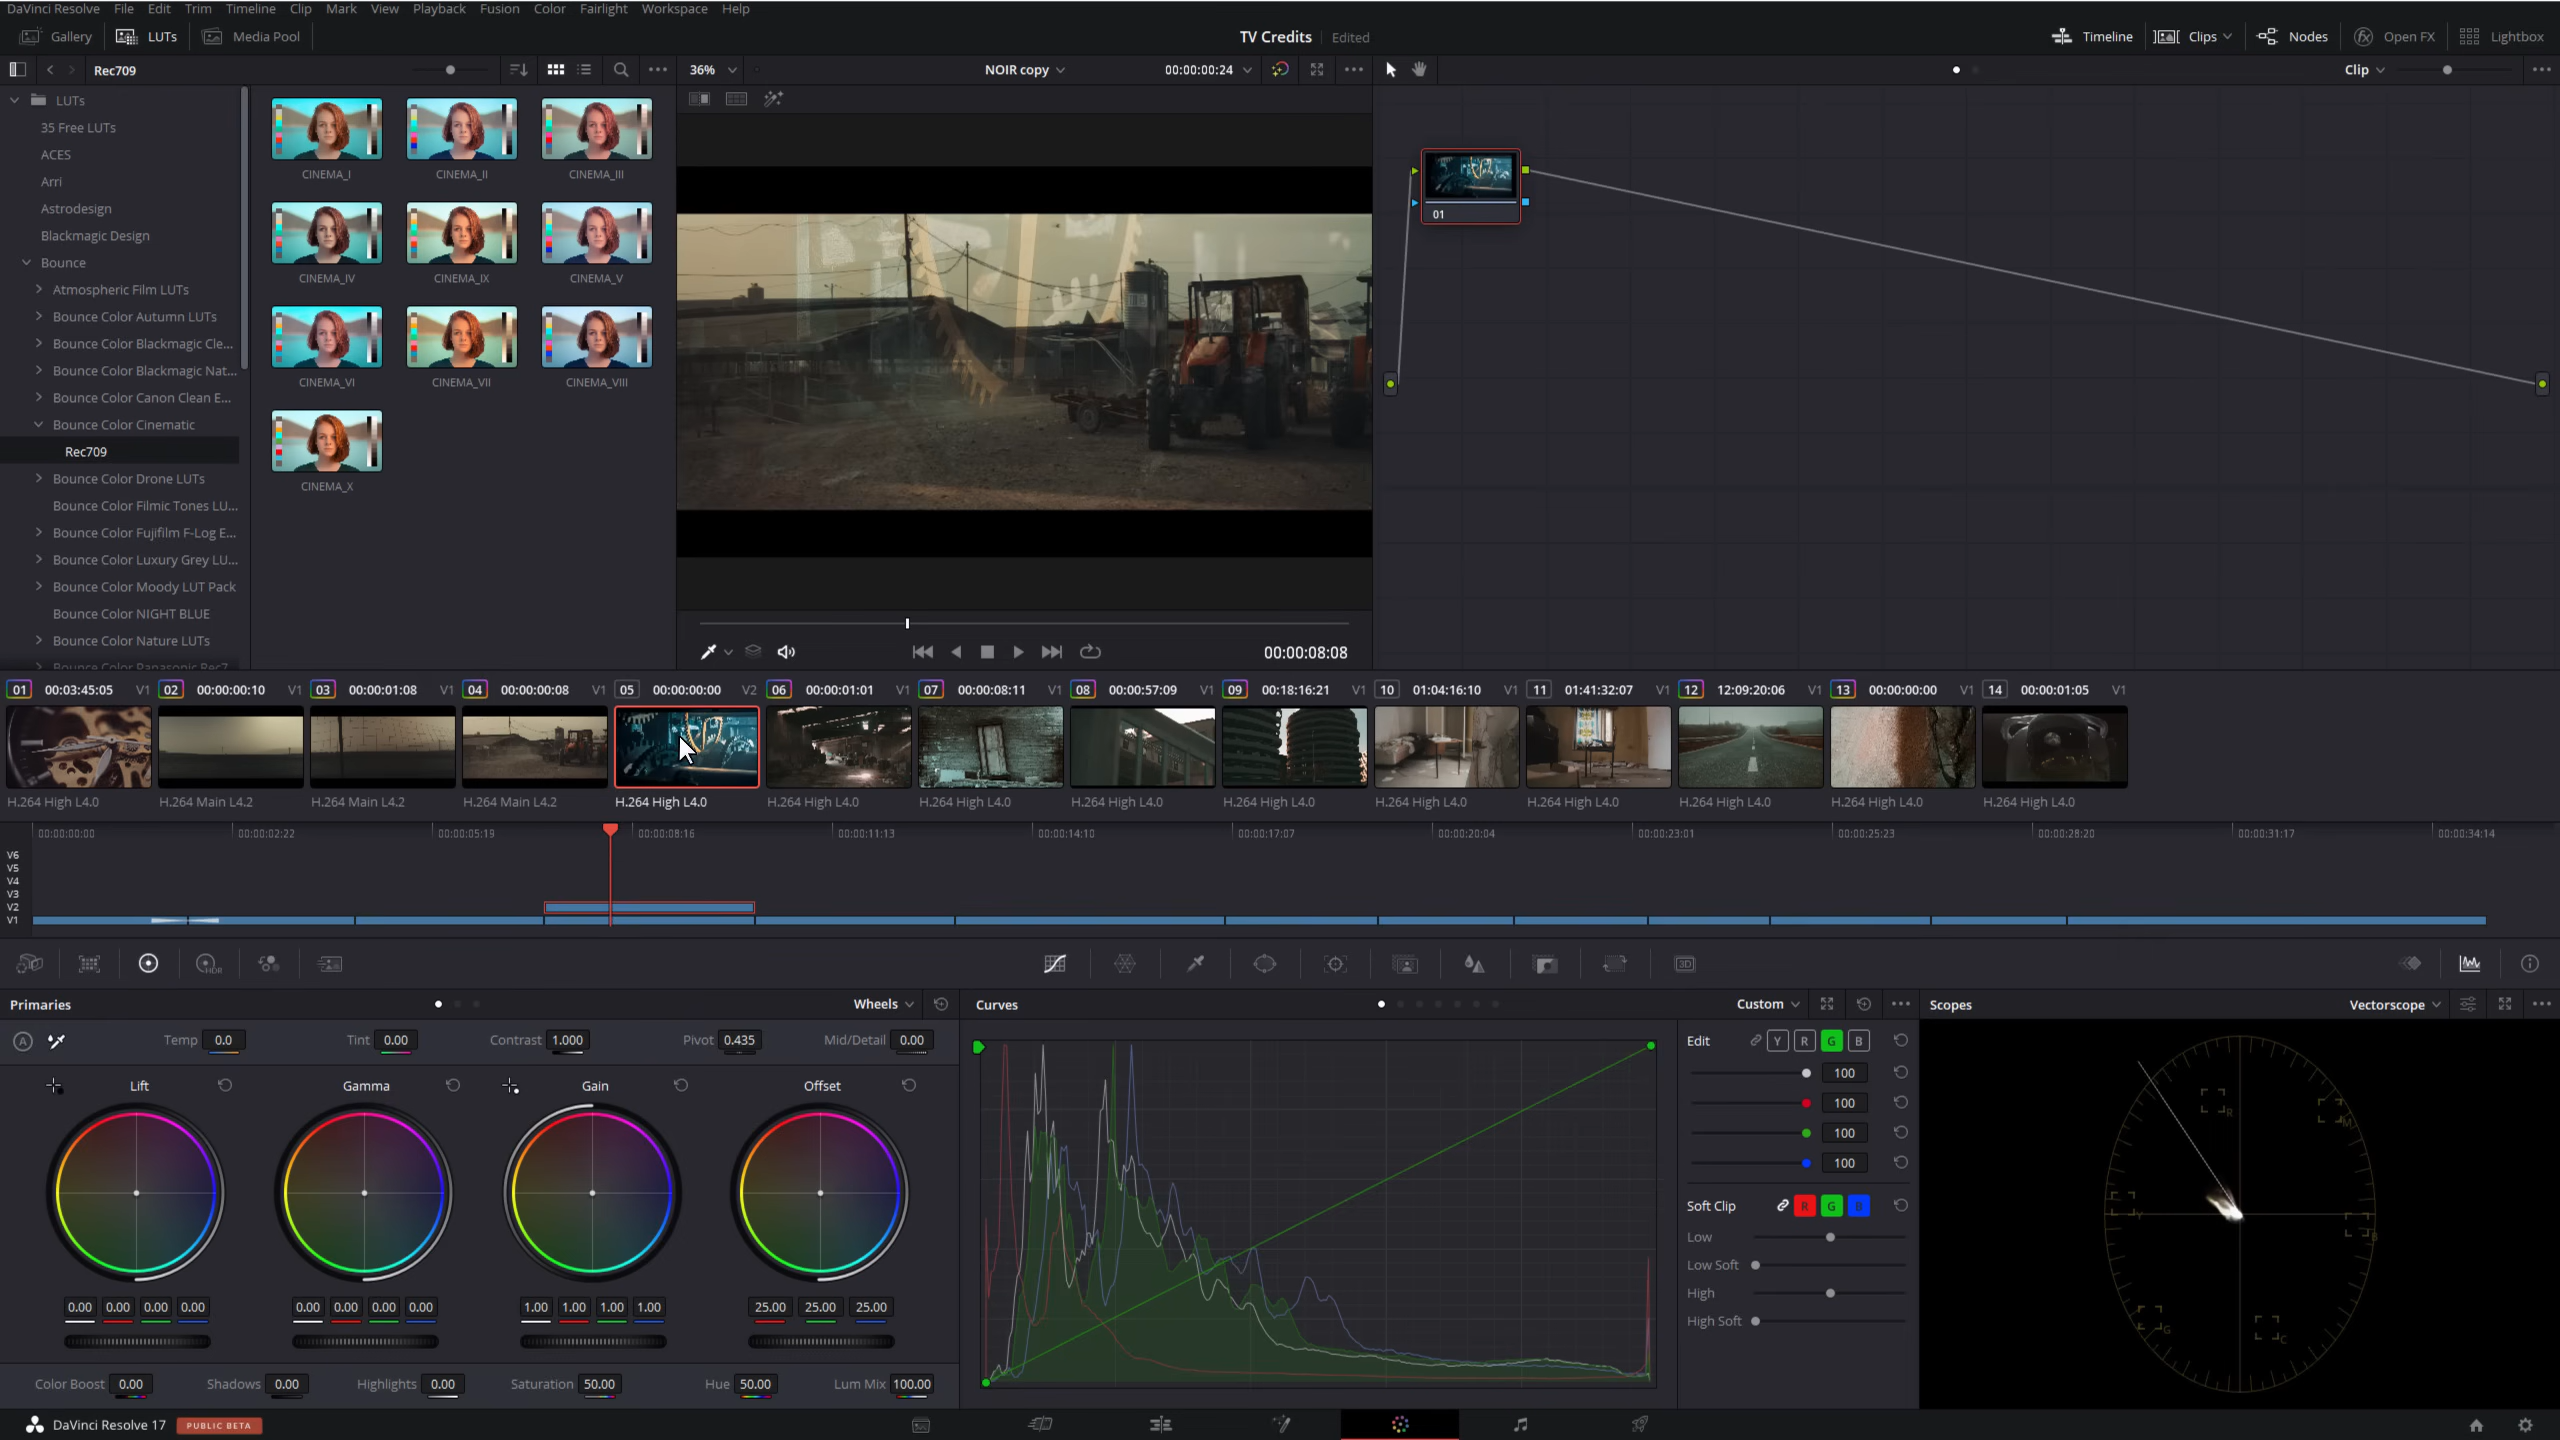 DaVinci Resolve File Edit Trim Timeline Clip Mark View Playback Fusion Color Fairlight Workspace Help
Gallery LUTs Media Pool TV Credits Edited Timeline Clips Nodes Open FX Lightbox
Rec709 36% NOIR copy 00:00:00:24 Clip
LUTs
35 Free LUTs
ACES
Arri
Astrodesign
Blackmagic Design
Bounce
Atmospheric Film LUTs
Bounce Color Autumn LUTs
Bounce Color Blackmagic Cle...
Bounce Color Blackmagic Nat...
Bounce Color Canon Clean E...
Bounce Color Cinematic
Rec709
Bounce Color Drone LUTs
Bounce Color Filmic Tones LU...
Bounce Color Fujifilm F-Log E...
Bounce Color Luxury Grey LU...
Bounce Color Moody LUT Pack
Bounce Color NIGHT BLUE
Bounce Color Nature LUTs
Bounce Color Panasonic Rec7...
CINEMA_I CINEMA_II CINEMA_III
CINEMA_IV CINEMA_IX CINEMA_V
CINEMA_VI CINEMA_VII CINEMA_VIII
CINEMA_X
01
00:00:08:08
01 00:03:45:05 V1 02 00:00:00:10 V1 03 00:00:01:08 V1 04 00:00:00:08 V1 05 00:00:00:00 V2 06 00:00:01:01 V1 07 00:00:08:11 V1 08 00:00:57:09 V1 09 00:18:16:21 V1 10 01:04:16:10 V1 11 01:41:32:07 V1 12 12:09:20:06 V1 13 00:00:00:00 V1 14 00:00:01:05 V1
H.264 High L4.0 H.264 Main L4.2 H.264 Main L4.2 H.264 Main L4.2 H.264 High L4.0 H.264 High L4.0 H.264 High L4.0 H.264 High L4.0 H.264 High L4.0 H.264 High L4.0 H.264 High L4.0 H.264 High L4.0 H.264 High L4.0 H.264 High L4.0
00:00:00:00 00:00:02:22 00:00:05:19 00:00:08:16 00:00:11:13 00:00:14:10 00:00:17:07 00:00:20:04 00:00:23:01 00:00:25:23 00:00:28:20 00:00:31:17 00:00:34:14
V6
V5
V4
V3
V2
V1
HDR 3D
Primaries Wheels Curves Custom Scopes Vectorscope
A Temp 0.0 Tint 0.00 Contrast 1.000 Pivot 0.435 Mid/Detail 0.00
Lift Gamma Gain Offset
0.00 0.00 0.00 0.00 0.00 0.00 0.00 0.00 1.00 1.00 1.00 1.00 25.00 25.00 25.00
Color Boost 0.00 Shadows 0.00 Highlights 0.00 Saturation 50.00 Hue 50.00 Lum Mix 100.00
Edit Y R G B
100
100
100
100
Soft Clip R G B
Low
Low Soft
High
High Soft
R
M
Y
B
G
C
DaVinci Resolve 17 PUBLIC BETA